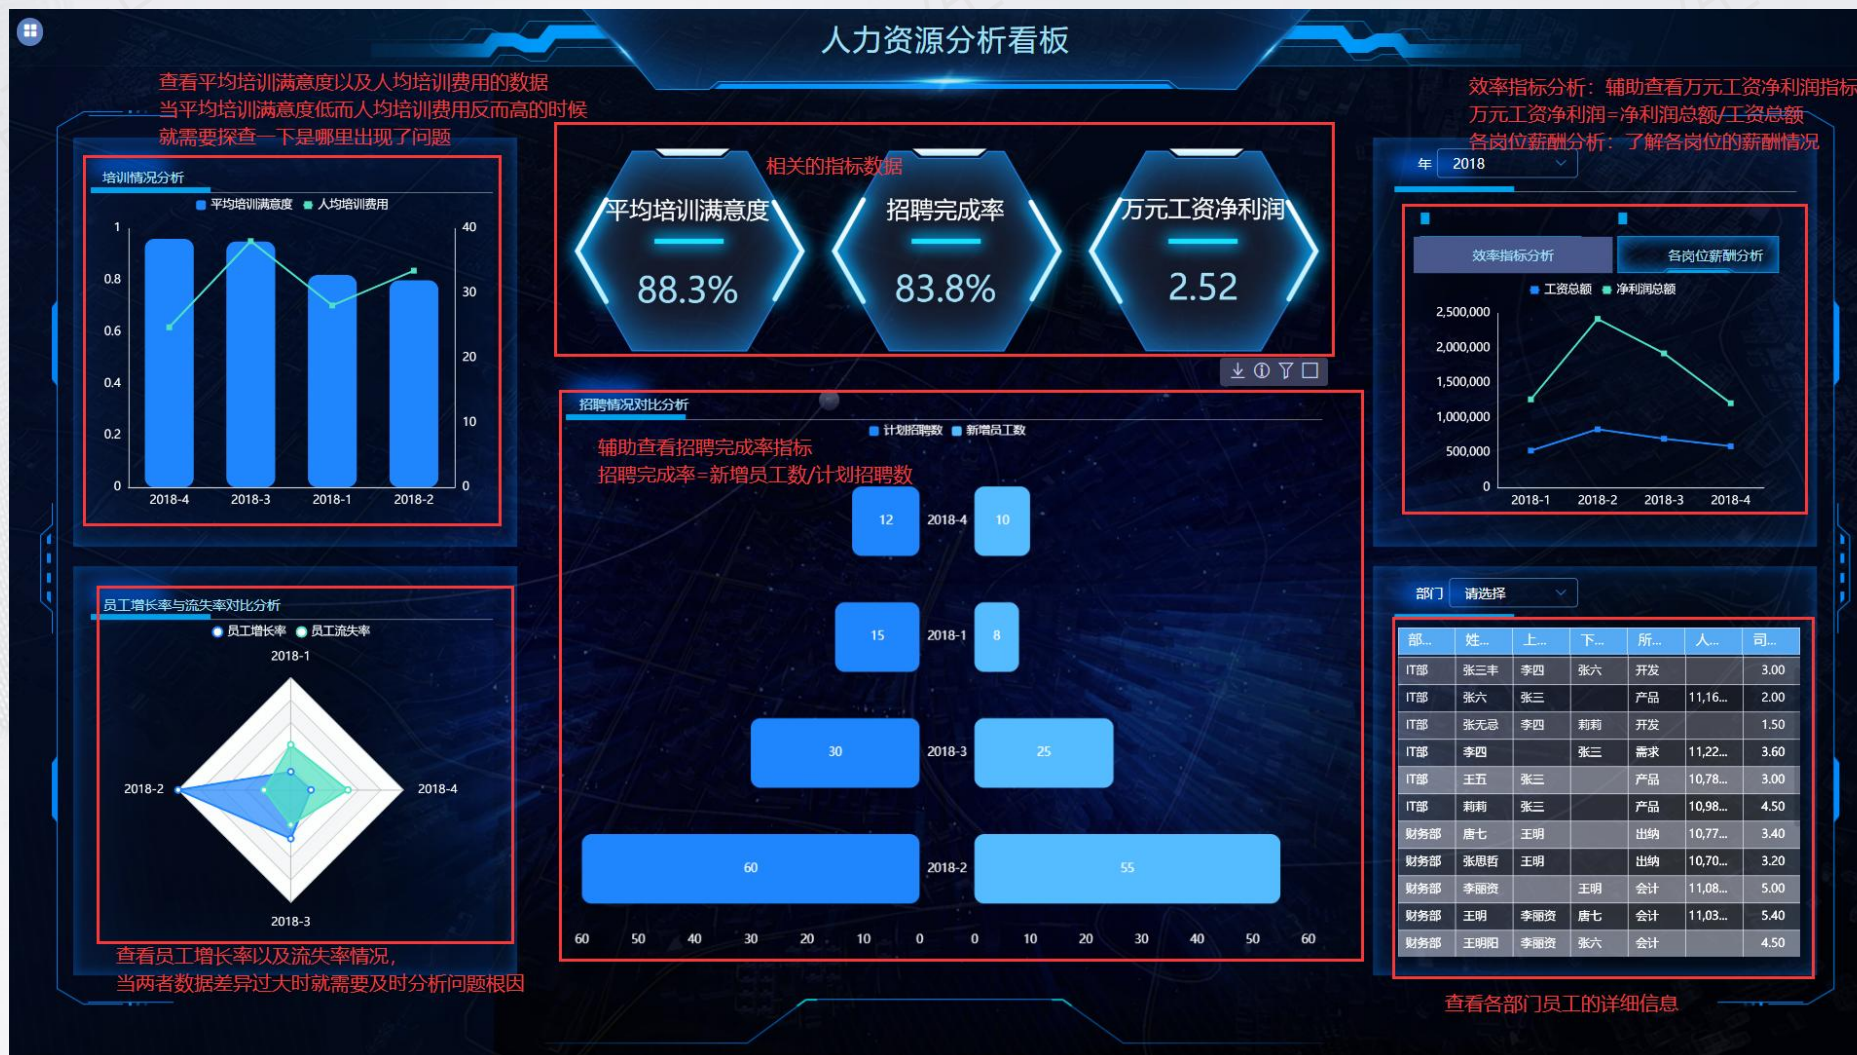 人力资源分析看板
查看平均培训满意度以及人均培训费用的数据
当平均培训满意度低而人均培训费用反而高的时候
就需要探查一下是哪里出现了问题
培训情况分析
平均培训满意度 人均培训费用
1 40
0.8 30
0.6
0.4 20
0.2 10
0 0
2018-4 2018-3 2018-1 2018-2
相关的指标数据
平均培训满意度 招聘完成率 万元工资净利润
88.3% 83.8% 2.52
效率指标分析：辅助查看万元工资净利润指标
万元工资净利润=净利润总额/工资总额
各岗位薪酬分析：了解各岗位的薪酬情况
年 2018
效率指标分析 各岗位薪酬分析
工资总额 净利润总额
2,500,000
2,000,000
1,500,000
1,000,000
500,000
0
2018-1 2018-2 2018-3 2018-4
招聘情况对比分析
计划招聘数 新增员工数
辅助查看招聘完成率指标
招聘完成率=新增员工数/计划招聘数
12 2018-4 10
15 2018-1 8
30 2018-3 25
60 2018-2 55
60 50 40 30 20 10 0 0 10 20 30 40 50 60
员工增长率与流失率对比分析
员工增长率 员工流失率
2018-1
2018-2 2018-4
2018-3
查看员工增长率以及流失率情况，
当两者数据差异过大时就需要及时分析问题根因
部门 请选择
部... 姓... 上... 下... 所... 人... 司...
IT部 张三丰 李四 张六 开发 3.00
IT部 张六 张三 产品 11,16... 2.00
IT部 张无忌 李四 莉莉 开发 1.50
IT部 李四 张三 需求 11,22... 3.60
IT部 王五 张三 产品 10,78... 3.00
IT部 莉莉 张三 产品 10,98... 4.50
财务部 唐七 王明 出纳 10,77... 3.40
财务部 张思哲 王明 出纳 10,70... 3.20
财务部 李丽资 王明 会计 11,08... 5.00
财务部 王明 李丽资 唐七 会计 11,03... 5.40
财务部 王明阳 李丽资 张六 会计 4.50
查看各部门员工的详细信息